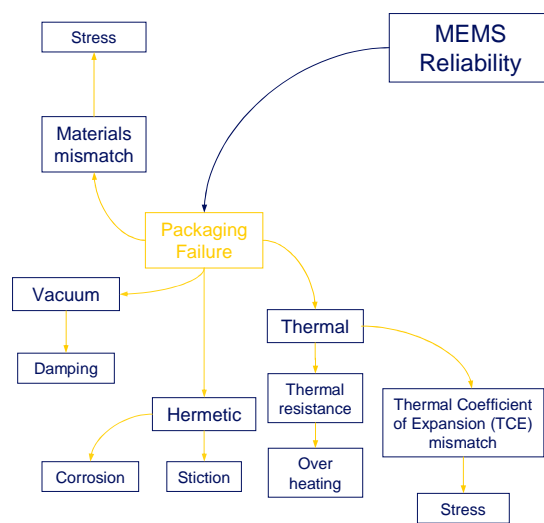 MEMS
Reliability
Stress
Materials
mismatch
Packaging
Failure
Vacuum
Thermal
Damping
Thermal
resistance
Thermal Coefficient
of Expansion (TCE)
mismatch
Hermetic
Corrosion
Stiction
Over
heating
Stress